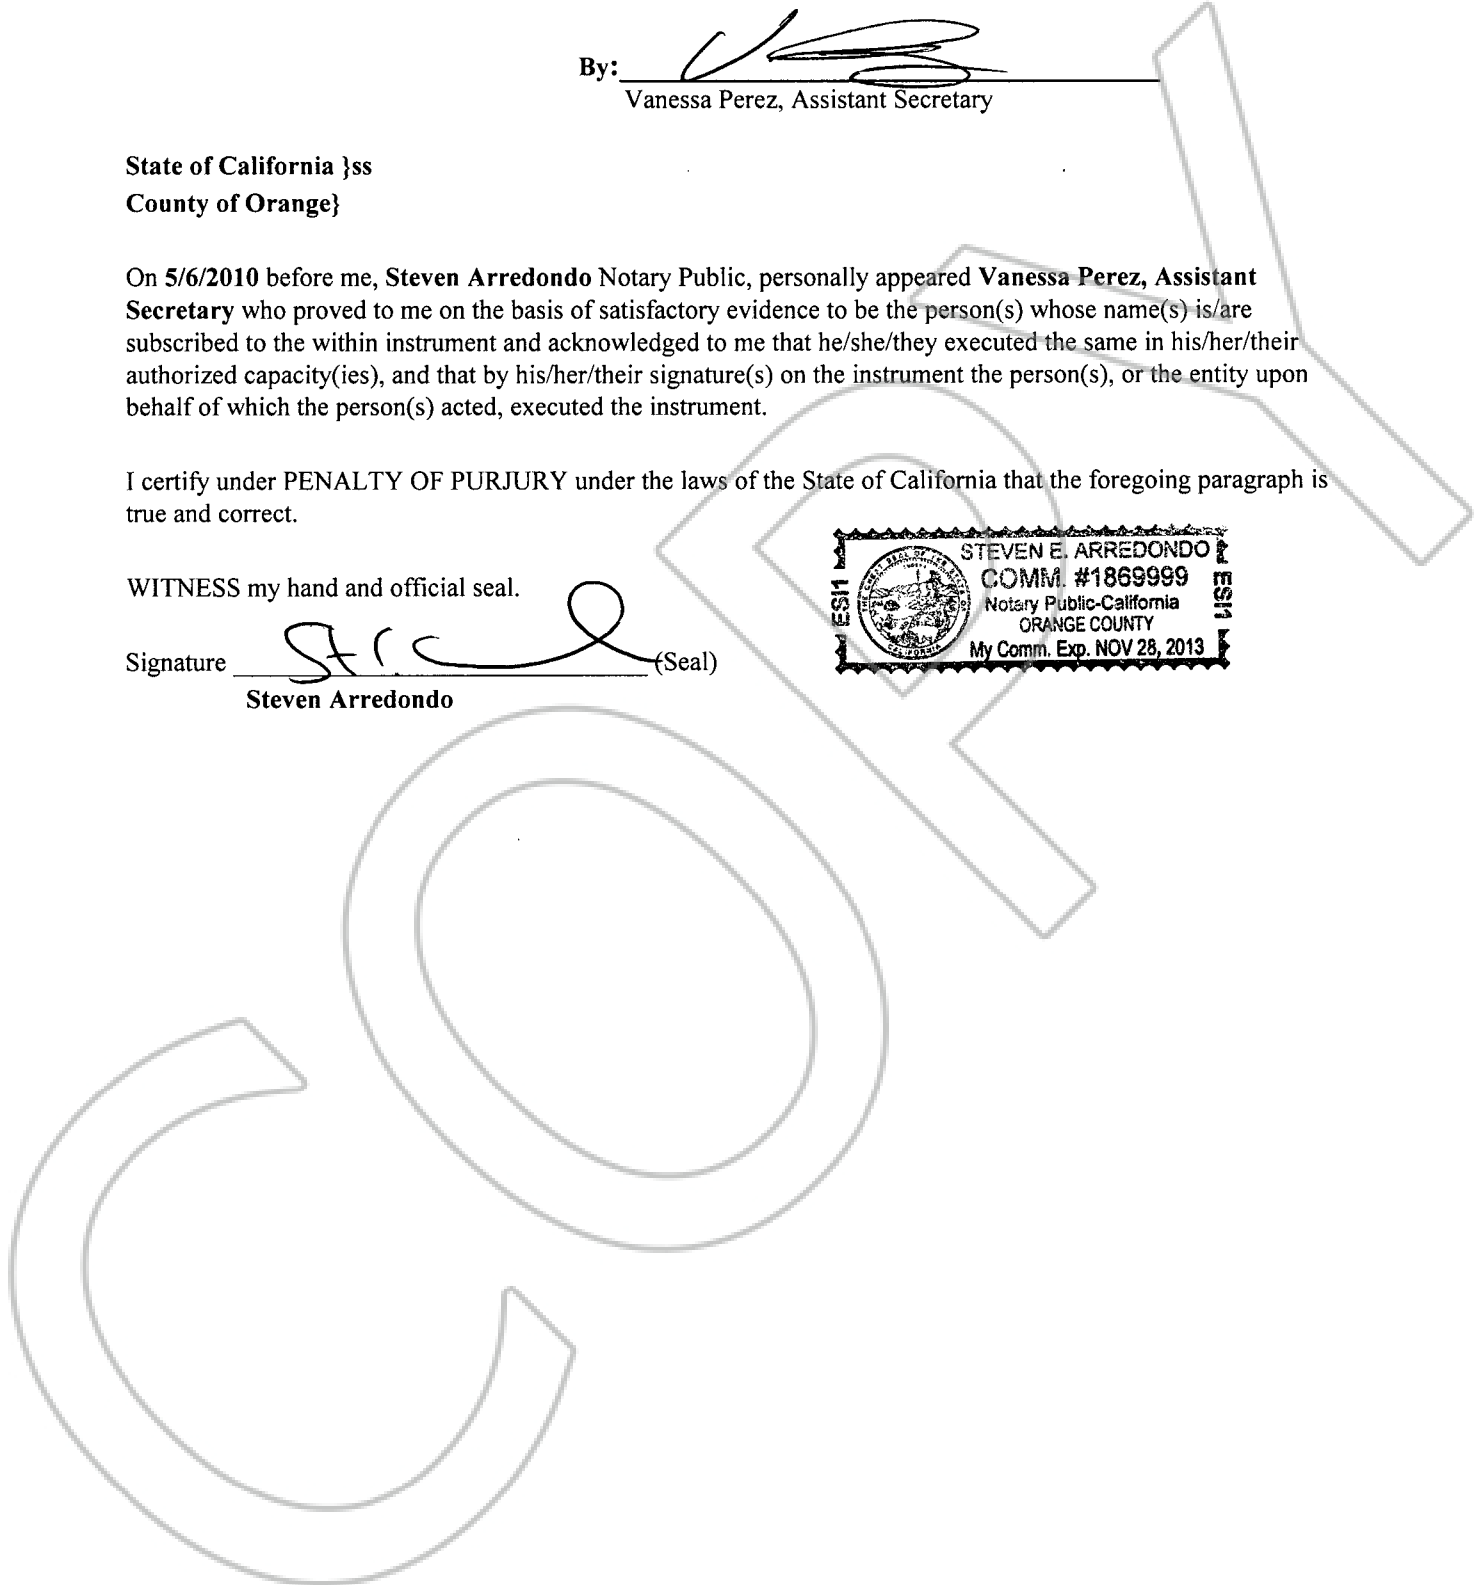 By:
Vanessa Perez, Assistant Secretary
State of California }ss
County of Orange}
On 5/6/2010 before me, Steven Arredondo Notary Public, personally appeared Vanessa Perez, Assistant
Secretary who proved to me on the basis of satisfactory evidence to be the person(s) whose name(s) is/are
subscribed to the within instrument and acknowledged to me that he/she/they executed the same in his/her/their
authorized capacity(ies), and that by his/her/their signature(s) on the instrument the person(s), or the entity upon
behalf of which the person(s) acted, executed the instrument.
I certify under PENALTY OF PURJURY under the laws of the State of California that the foregoing paragraph is
true and correct.
WITNESS my hand and official seal.
Signature (Seal)
Steven Arredondo
STEVEN E. ARREDONDO
COMM. #1869999
Notary Public-California
ORANGE COUNTY
My Comm. Exp. NOV 28, 2013
ESI1
ESI1
COPY